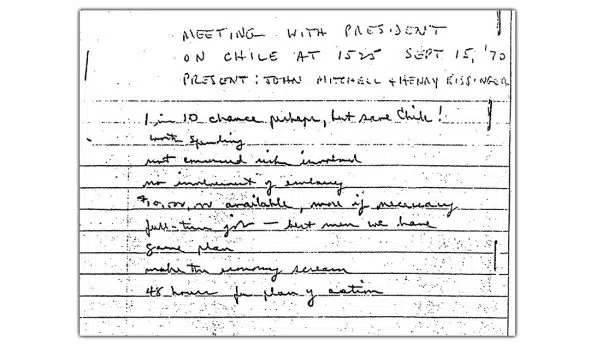 MEETING WITH PRESIDENT
ON CHILE AT 1525 SEPT 15, '70
PRESENT: JOHN MITCHELL + HENRY KISSINGER
1 in 10 chance perhaps, but save Chile!
worth spending
not concerned risks involved
no involvement of embassy
$10,000,00 available, more if necessary
full-time job — best men we have
game plan
make the economy scream
48 hours for plan of action